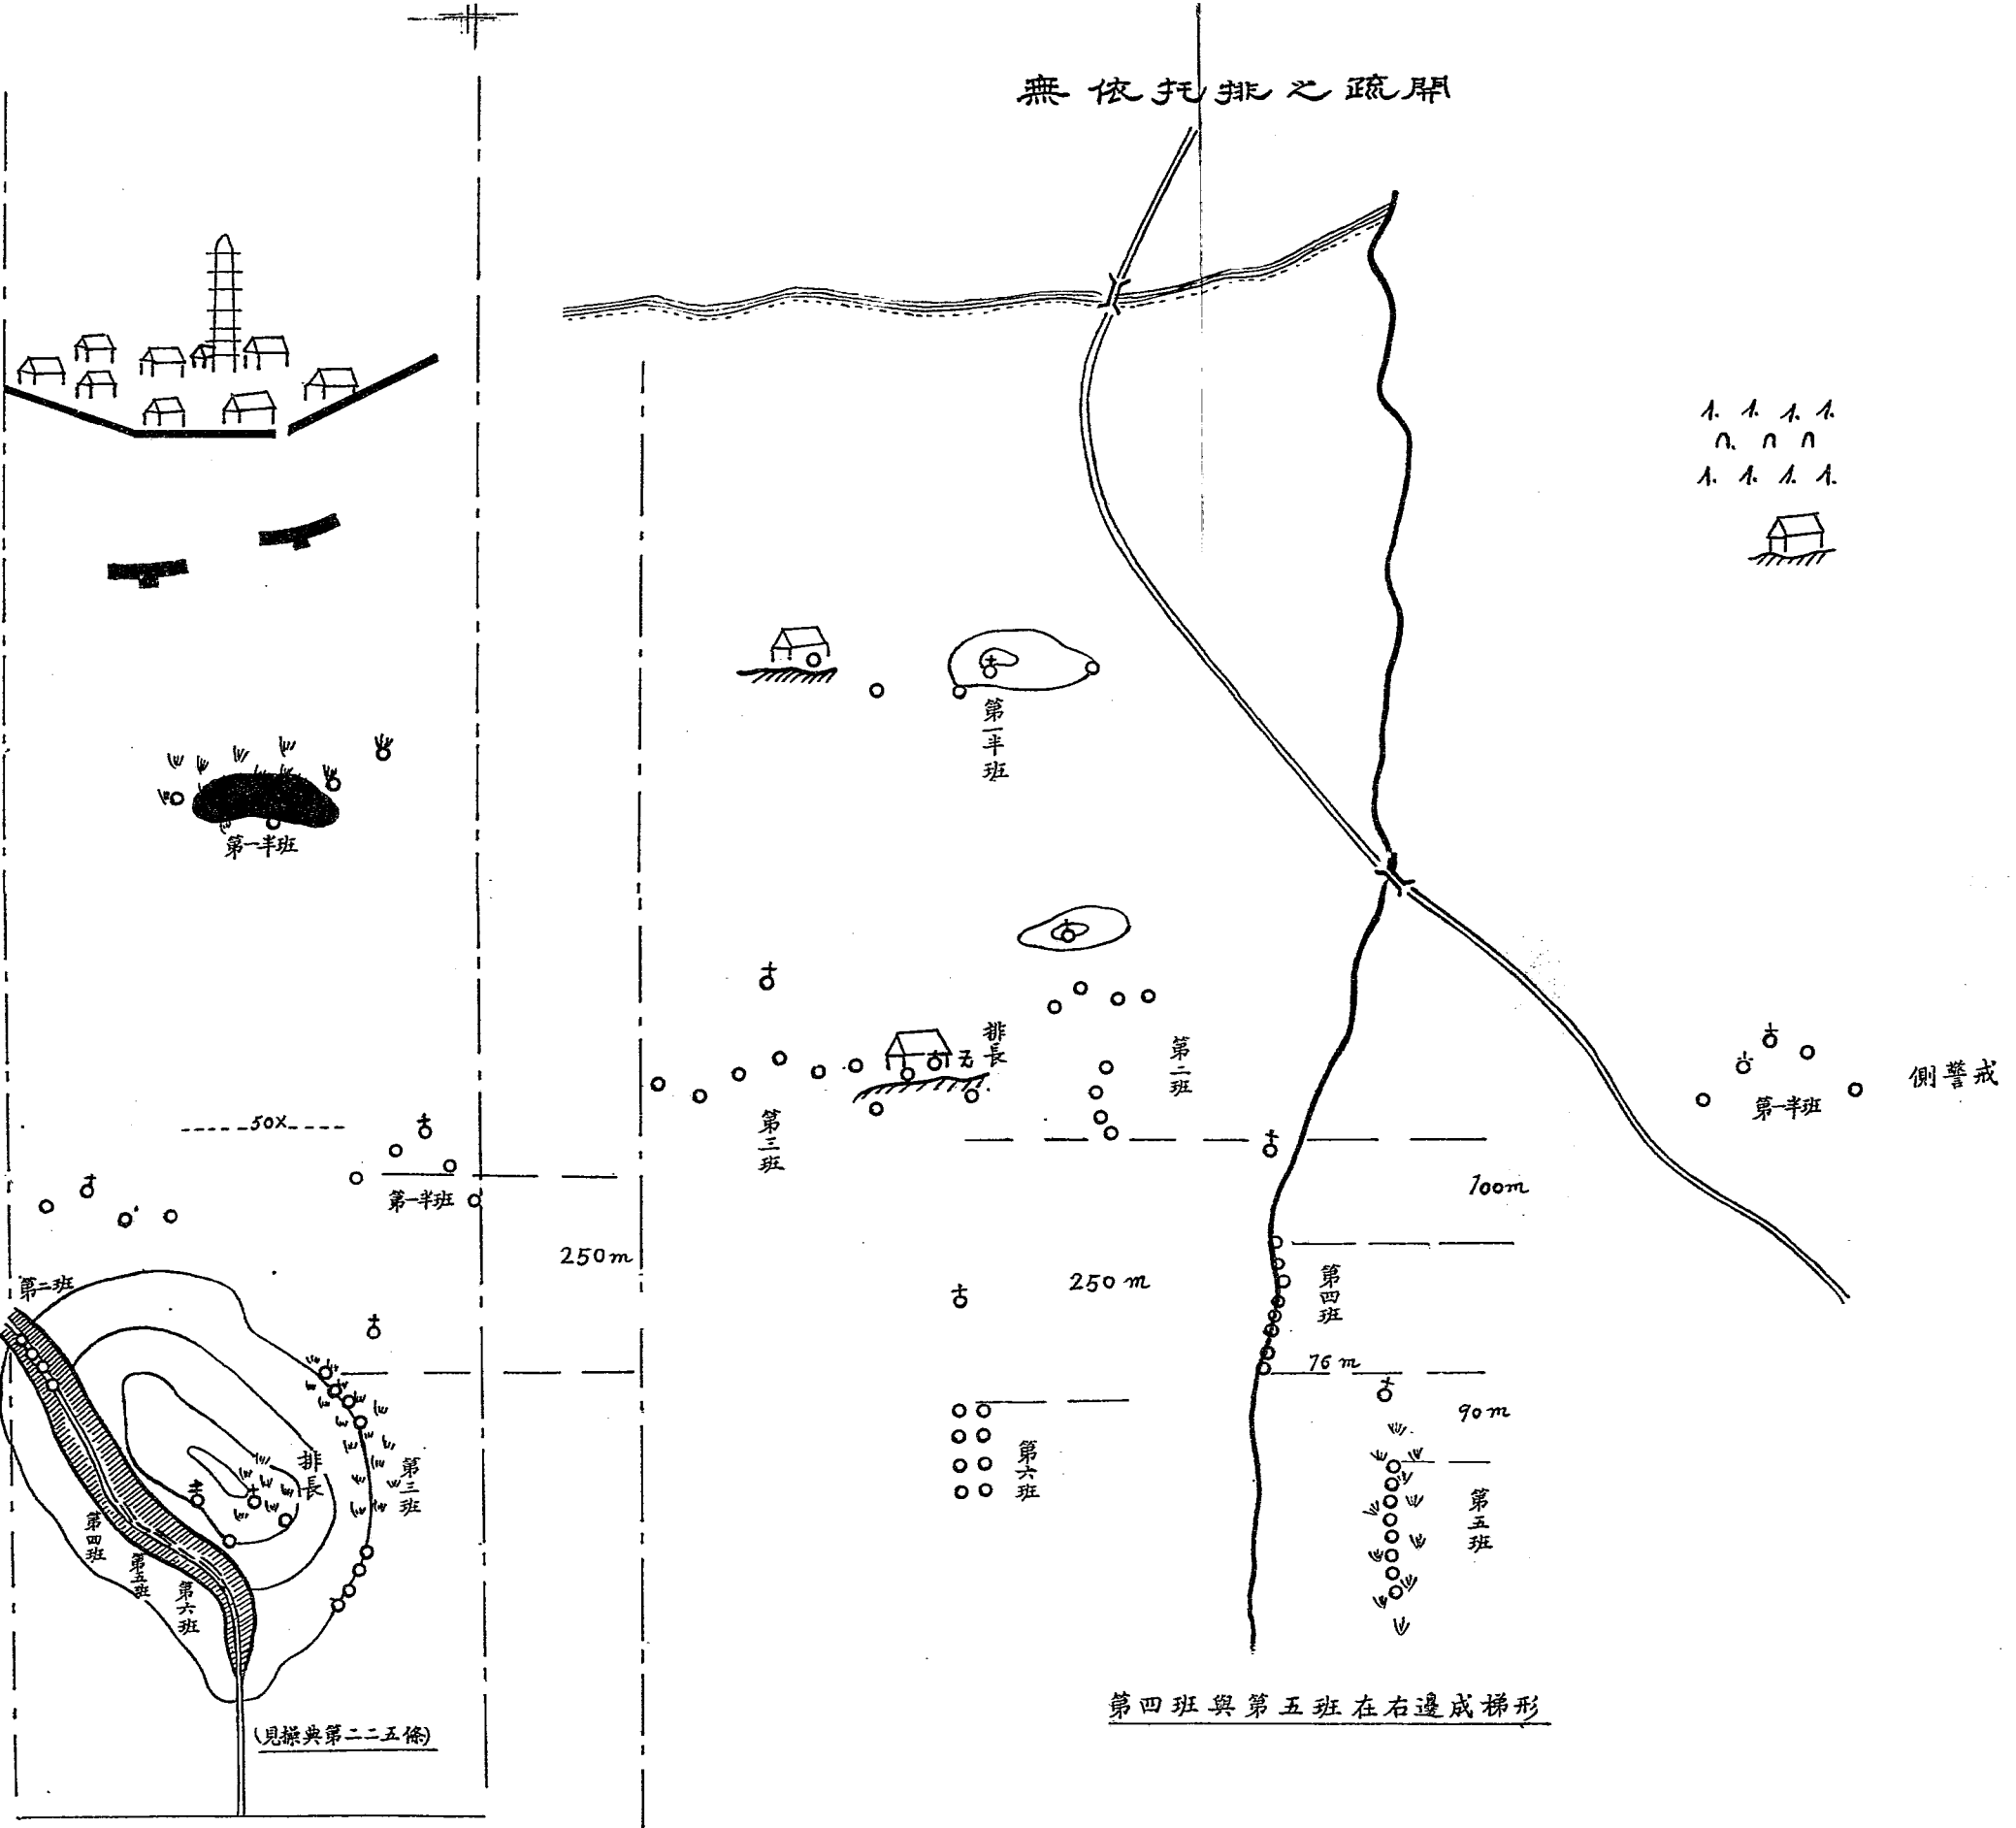 無依托排之疏開
第一半班
第一半班
排長
第二班
第三班
側警戒
第一半班
50x
第一半班
100m
250m
250m
第二班
第四班
76m
90m
排長
第三班
第六班
第五班
第四班
第五班
第六班
第四班與第五班在右邊成梯形
(見操典第二二五條)